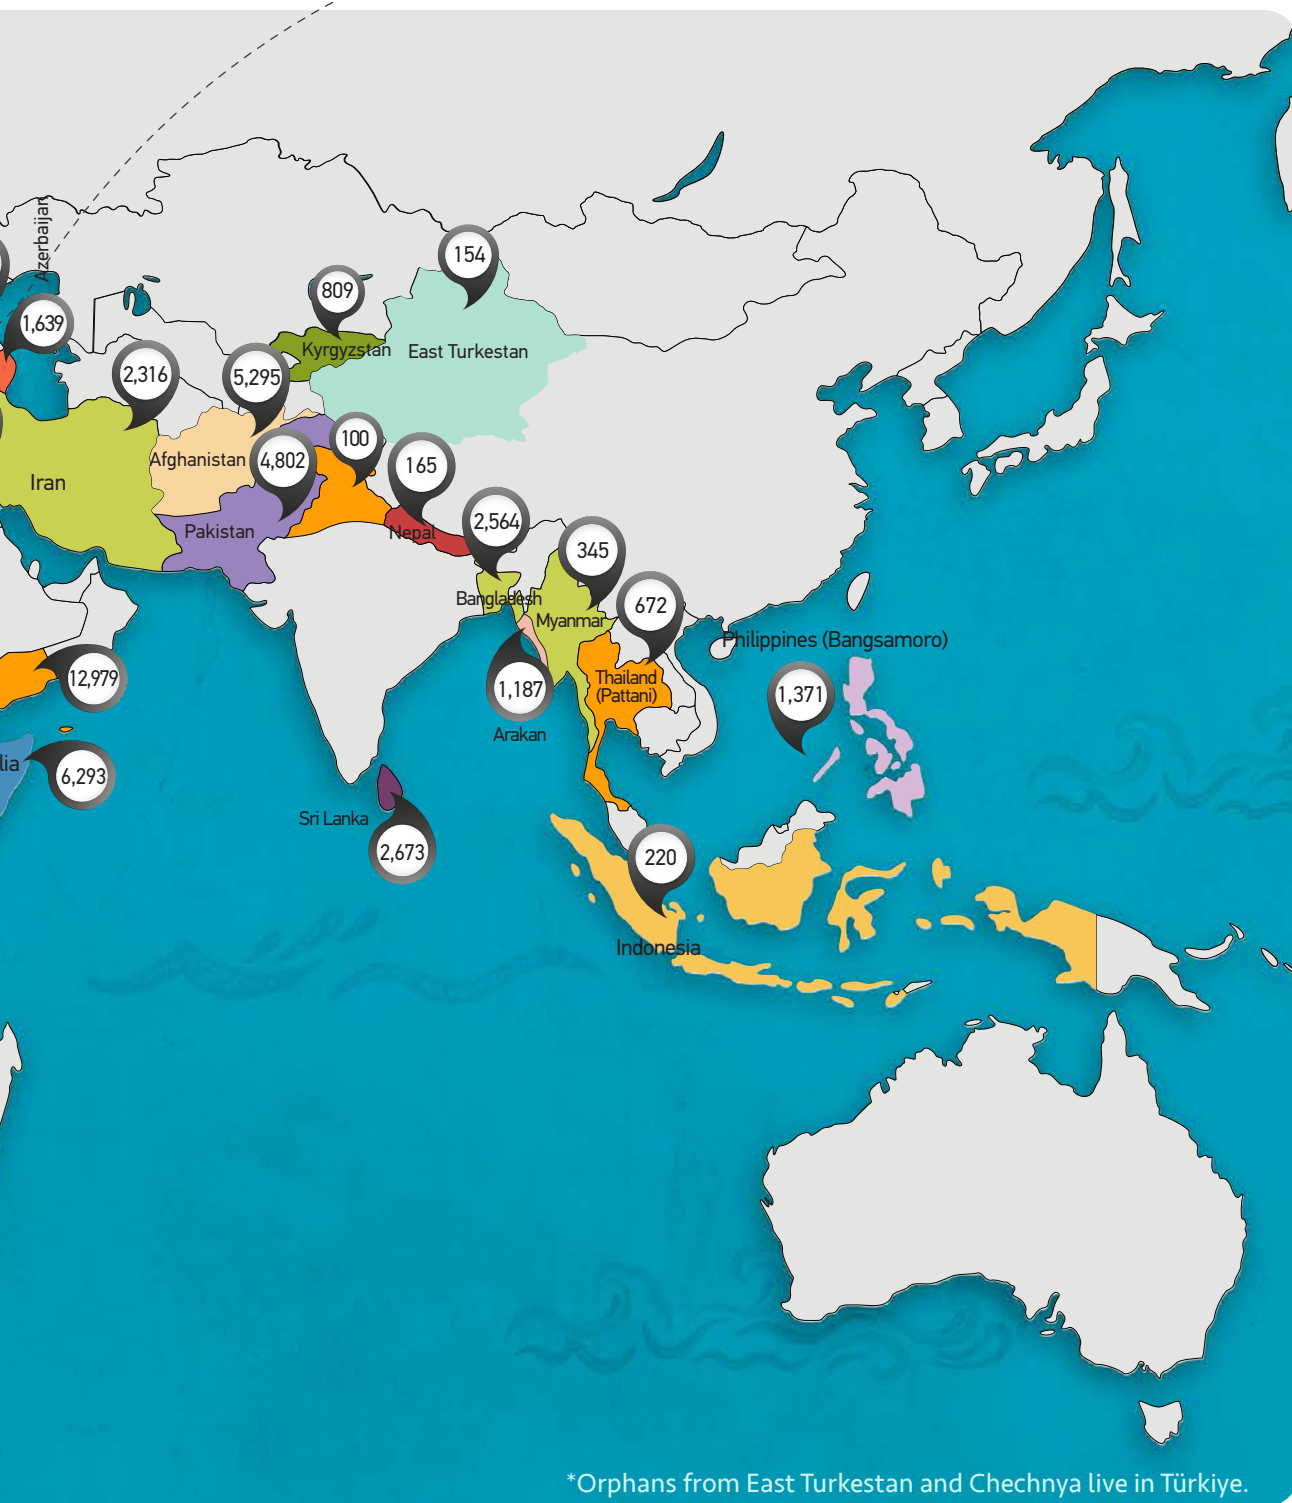 Azerbaijan
154
809
1,639
Kyrgyzstan
East Turkestan
2,316
5,295
100
Afghanistan
4,802
165
Iran
2,564
Pakistan
Nepal
345
Bangladesh
672
Myanmar
Philippines (Bangsamoro)
12,979
Thailand
(Pattani)
1,187
1,371
Arakan
lia
6,293
Sri Lanka
2,673
220
Indonesia
*Orphans from East Turkestan and Chechnya live in Türkiye.